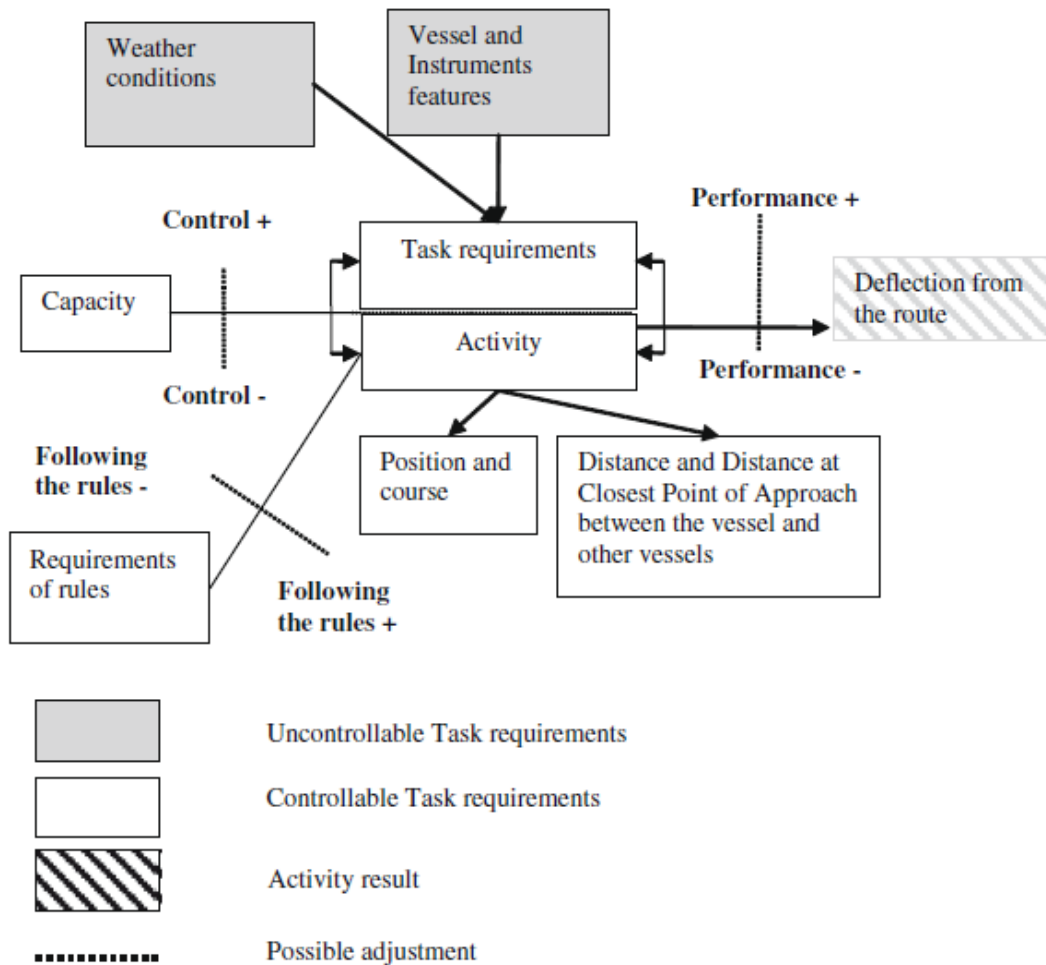 Weather
conditions
Vessel and
Instruments
features
Control +
Performance +
Task requirements
Capacity
Deflection from
the route
Activity
Control -
Performance -
Following
the rules -
Position and
course
Distance and Distance at
Closest Point of Approach
between the vessel and
other vessels
Requirements
of rules
Following
the rules +
Uncontrollable Task requirements
Controllable Task requirements
Activity result
Possible adjustment